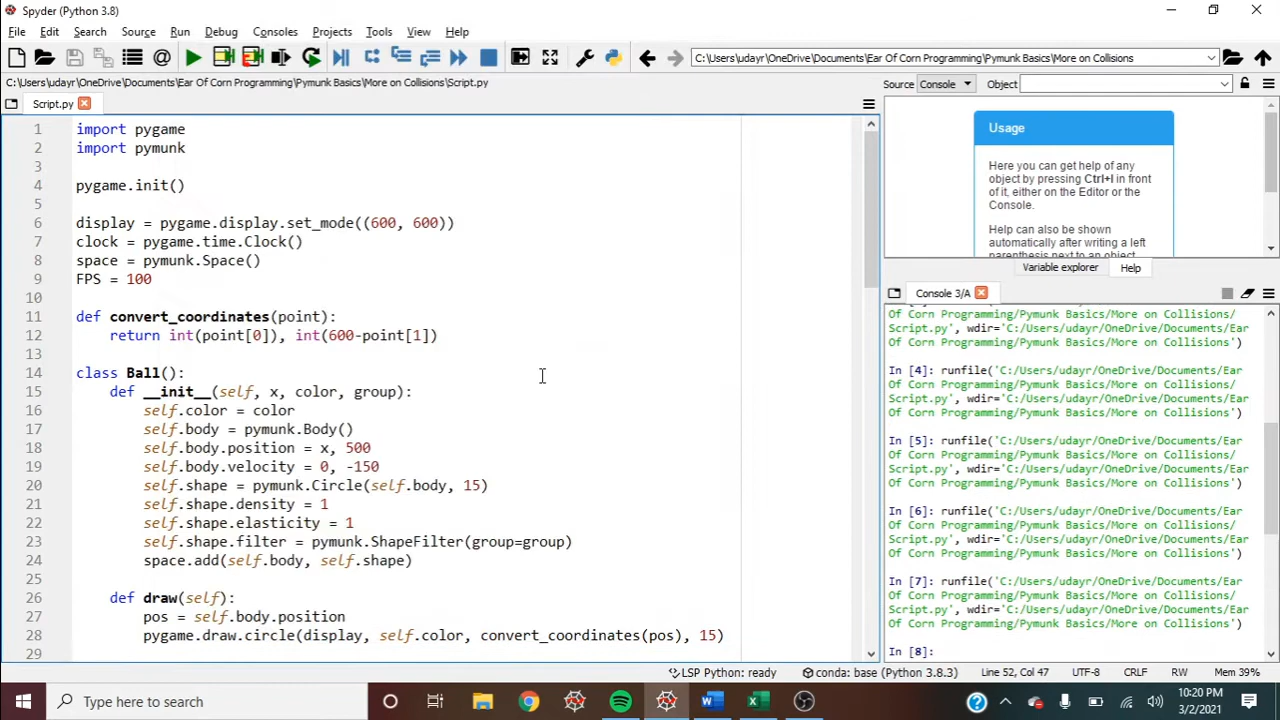 Spyder (Python 3.8)
File Edit Search Source Run Debug Consoles Projects Tools View Help
C:\Users\udayr\OneDrive\Documents\Ear Of Corn Programming\Pymunk Basics\More on Collisions
C:\Users\udayr\OneDrive\Documents\Ear Of Corn Programming\Pymunk Basics\More on Collisions\Script.py
Script.py
1 import pygame
2 import pymunk
3
4 pygame.init()
5
6 display = pygame.display.set_mode((600, 600))
7 clock = pygame.time.Clock()
8 space = pymunk.Space()
9 FPS = 100
10
11 def convert_coordinates(point):
12     return int(point[0]), int(600-point[1])
13
14 class Ball():
15     def __init__(self, x, color, group):
16         self.color = color
17         self.body = pymunk.Body()
18         self.body.position = x, 500
19         self.body.velocity = 0, -150
20         self.shape = pymunk.Circle(self.body, 15)
21         self.shape.density = 1
22         self.shape.elasticity = 1
23         self.shape.filter = pymunk.ShapeFilter(group=group)
24         space.add(self.body, self.shape)
25
26     def draw(self):
27         pos = self.body.position
28         pygame.draw.circle(display, self.color, convert_coordinates(pos), 15)
29
Source Console Object
Usage
Here you can get help of any
object by pressing Ctrl+I in front
of it, either on the Editor or the
Console.
Help can also be shown
automatically after writing a left
parenthesis next to an object
Variable explorer Help
Console 3/A
Of Corn Programming/Pymunk Basics/More on Collisions/
Script.py', wdir='C:/Users/udayr/OneDrive/Documents/Ear
Of Corn Programming/Pymunk Basics/More on Collisions')
In [4]: runfile('C:/Users/udayr/OneDrive/Documents/Ear
Of Corn Programming/Pymunk Basics/More on Collisions/
Script.py', wdir='C:/Users/udayr/OneDrive/Documents/Ear
Of Corn Programming/Pymunk Basics/More on Collisions')
In [5]: runfile('C:/Users/udayr/OneDrive/Documents/Ear
Of Corn Programming/Pymunk Basics/More on Collisions/
Script.py', wdir='C:/Users/udayr/OneDrive/Documents/Ear
Of Corn Programming/Pymunk Basics/More on Collisions')
In [6]: runfile('C:/Users/udayr/OneDrive/Documents/Ear
Of Corn Programming/Pymunk Basics/More on Collisions/
Script.py', wdir='C:/Users/udayr/OneDrive/Documents/Ear
Of Corn Programming/Pymunk Basics/More on Collisions')
In [7]: runfile('C:/Users/udayr/OneDrive/Documents/Ear
Of Corn Programming/Pymunk Basics/More on Collisions/
Script.py', wdir='C:/Users/udayr/OneDrive/Documents/Ear
Of Corn Programming/Pymunk Basics/More on Collisions')
In [8]:
LSP Python: ready conda: base (Python 3.8.3) Line 52, Col 47 UTF-8 CRLF RW Mem 39%
Type here to search
10:20 PM
3/2/2021